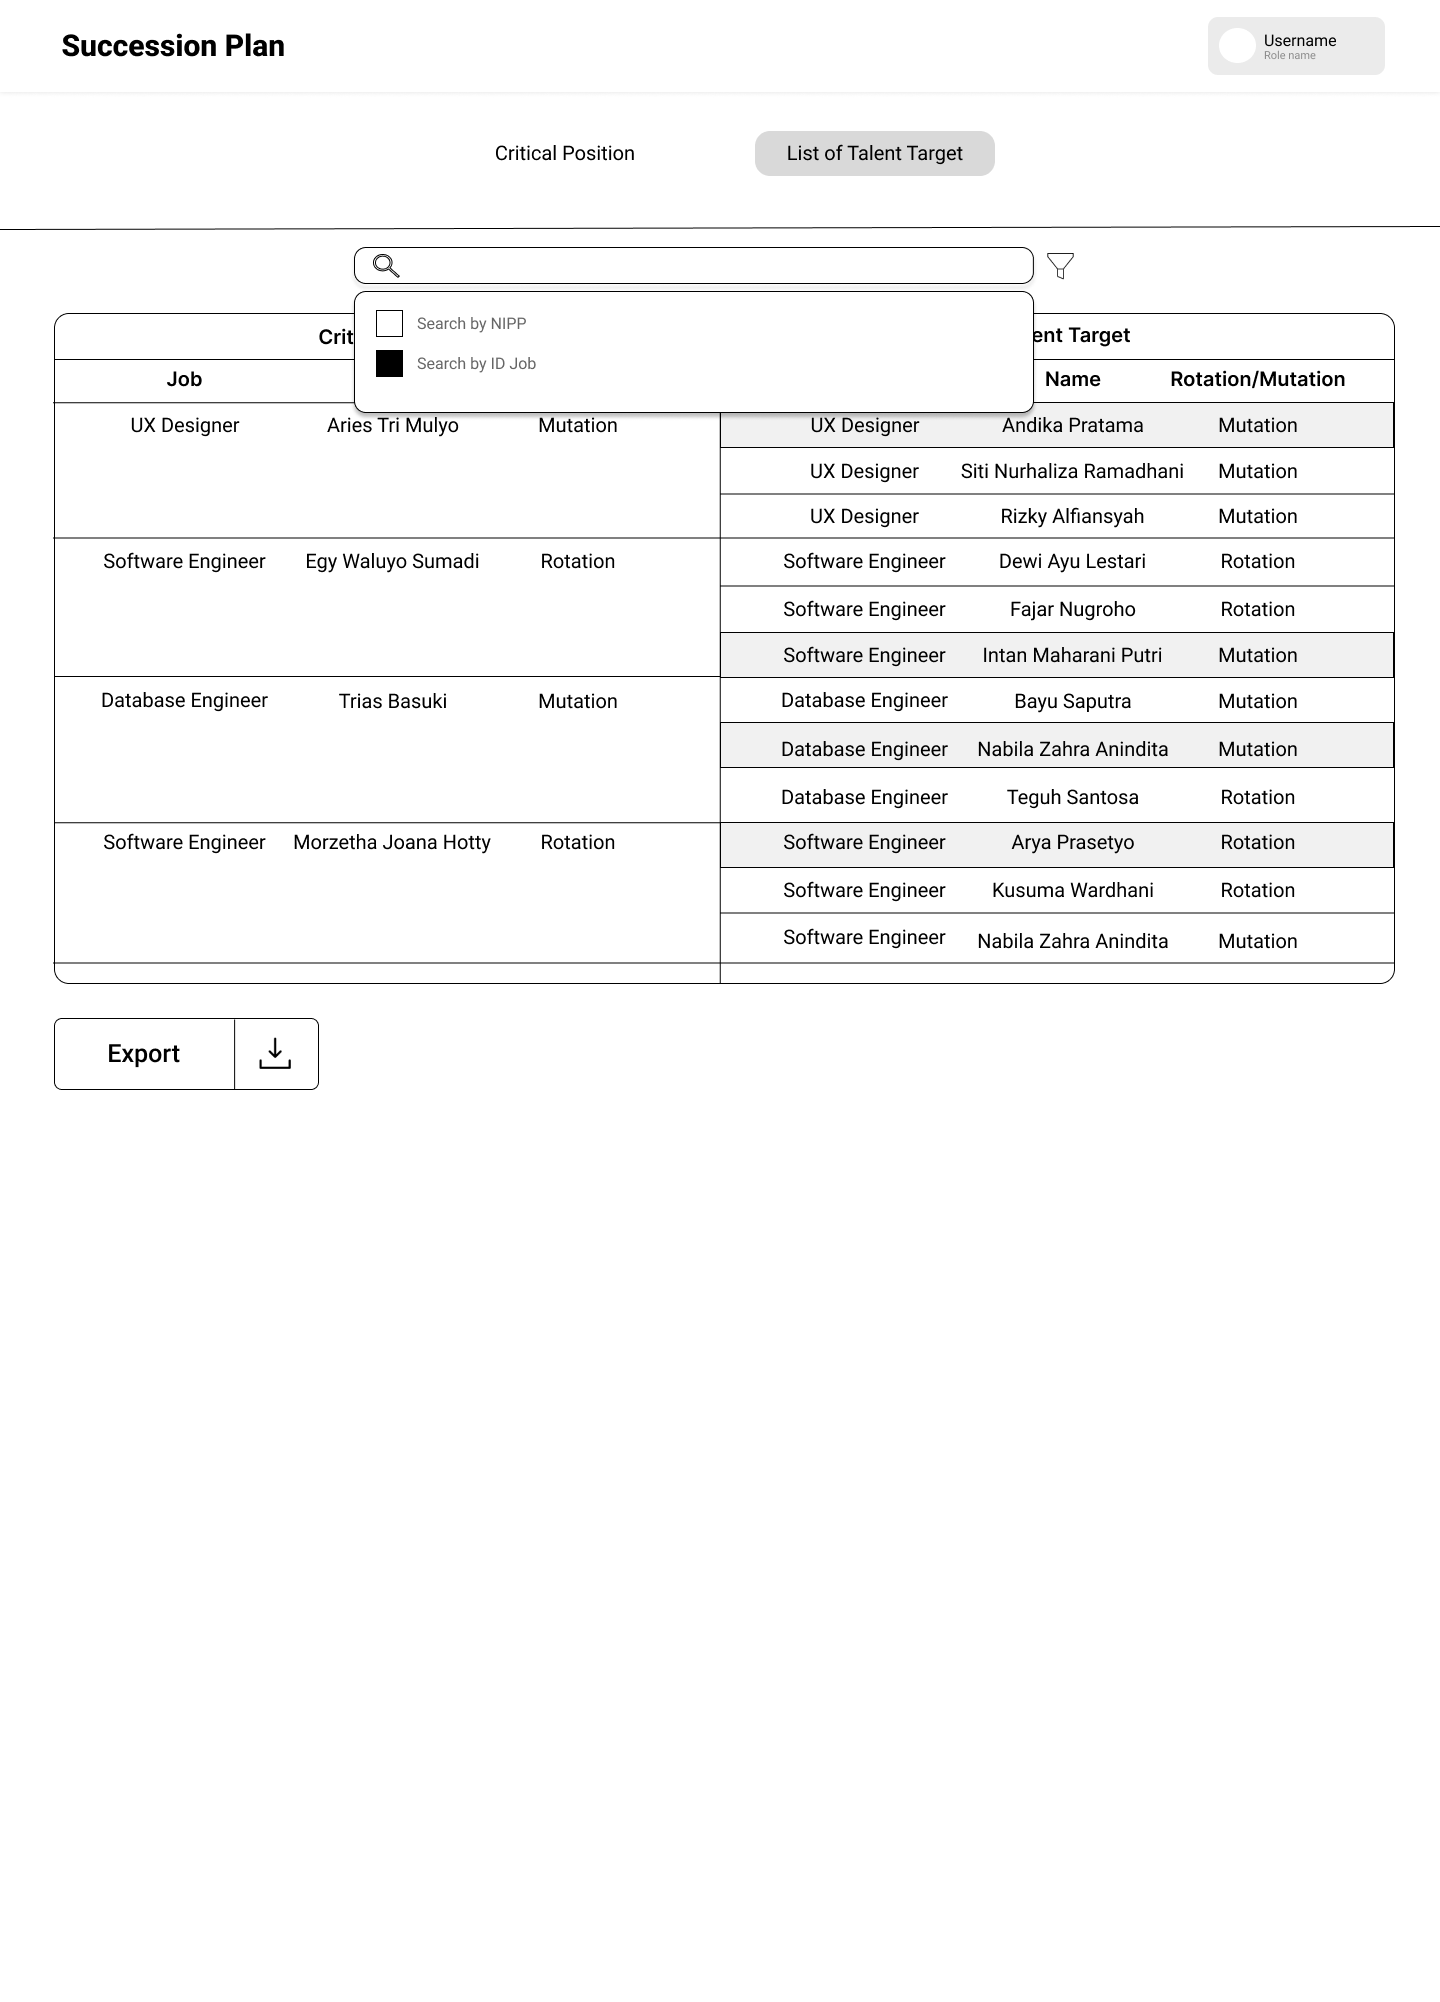 Succession Plan
Username
Role name
Critical Position
List of Talent Target
Search by NIPP
Search by ID Job
Crit
ent Target
Job
Name
Rotation/Mutation
UX Designer Aries Tri Mulyo Mutation UX Designer Andika Pratama Mutation
UX Designer Siti Nurhaliza Ramadhani Mutation
UX Designer Rizky Alfiansyah Mutation
Software Engineer Egy Waluyo Sumadi Rotation Software Engineer Dewi Ayu Lestari Rotation
Software Engineer Fajar Nugroho Rotation
Software Engineer Intan Maharani Putri Mutation
Database Engineer Trias Basuki Mutation Database Engineer Bayu Saputra Mutation
Database Engineer Nabila Zahra Anindita Mutation
Database Engineer Teguh Santosa Rotation
Software Engineer Morzetha Joana Hotty Rotation Software Engineer Arya Prasetyo Rotation
Software Engineer Kusuma Wardhani Rotation
Software Engineer Nabila Zahra Anindita Mutation
Export